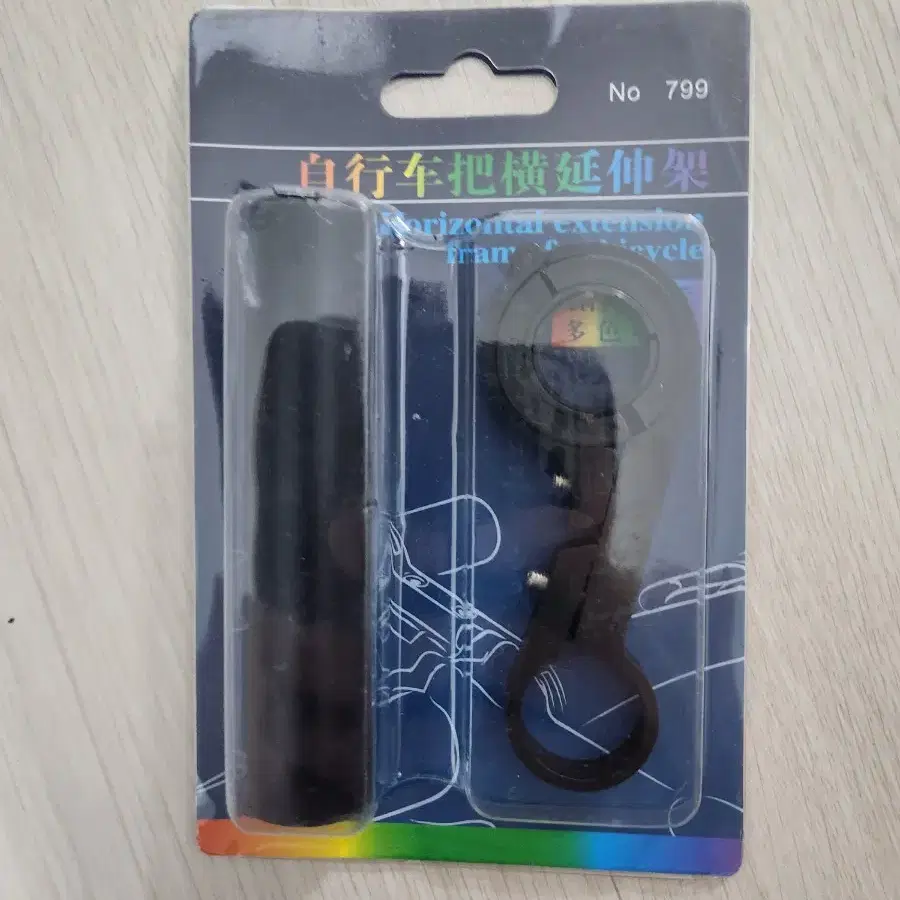 No 799
自行车把横延伸架
Horizontal extension
frame for bicycle
多色